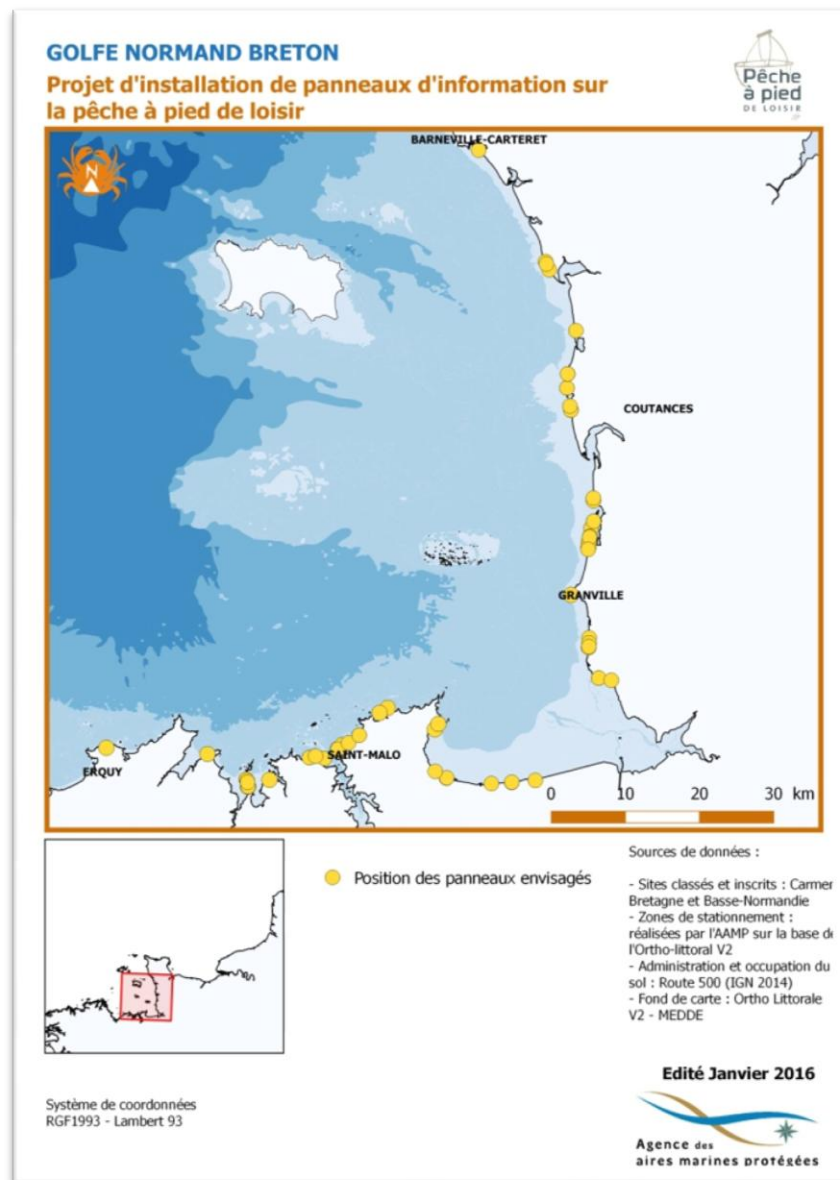 GOLFE NORMAND BRETON
Projet d'installation de panneaux d'information sur
la pêche à pied de loisir
Pêche
à pied
DE LOISIR
BARNEVILLE-CARTERET
N
COUTANCES
GRANVILLE
SAINT-MALO
ERQUY
0 10 20 30 km
Position des panneaux envisagés
Sources de données :
- Sites classés et inscrits : Carmen
Bretagne et Basse-Normandie
- Zones de stationnement :
réalisées par l'AAMP sur la base de
l'Ortho-littoral V2
- Administration et occupation du
sol : Route 500 (IGN 2014)
- Fond de carte : Ortho Littorale
V2 - MEDDE
Edité Janvier 2016
Système de coordonnées
RGF1993 - Lambert 93
Agence des
aires marines protégées